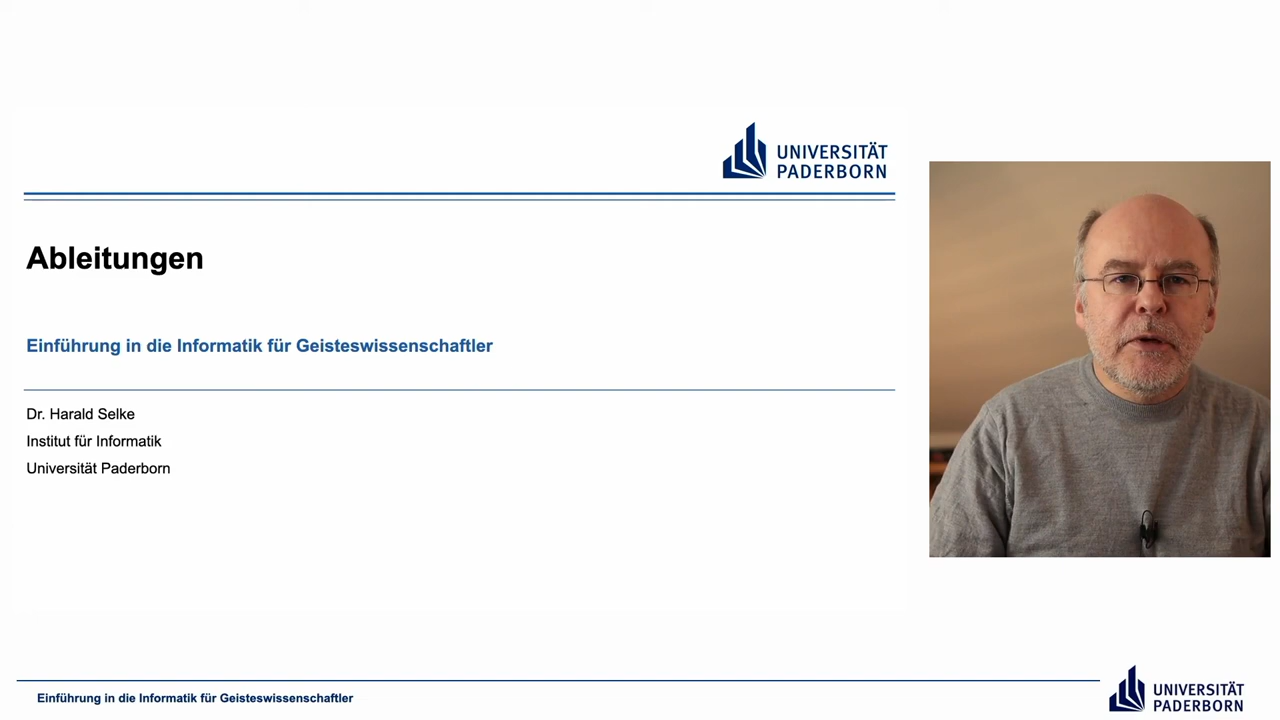 UNIVERSITÄT
PADERBORN
Ableitungen
Einführung in die Informatik für Geisteswissenschaftler
Dr. Harald Selke
Institut für Informatik
Universität Paderborn
Einführung in die Informatik für Geisteswissenschaftler
UNIVERSITÄT
PADERBORN